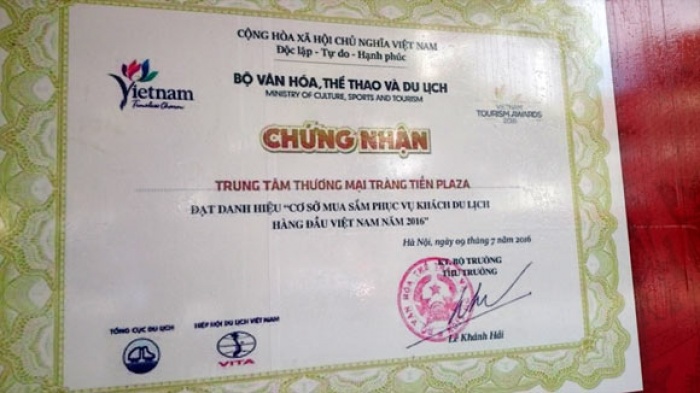 CỘNG HÒA XÃ HỘI CHỦ NGHĨA VIỆT NAM
Độc lập - Tự do - Hạnh phúc
Vietnam
Timeless Charm
BỘ VĂN HÓA, THỂ THAO VÀ DU LỊCH
MINISTRY OF CULTURE, SPORTS AND TOURISM
VIETNAM
TOURISM AWARDS
2016
CHỨNG NHẬN
TRUNG TÂM THƯƠNG MẠI TRÀNG TIỀN PLAZA
ĐẠT DANH HIỆU “CƠ SỞ MUA SẮM PHỤC VỤ KHÁCH DU LỊCH
HÀNG ĐẦU VIỆT NAM NĂM 2016”
Hà Nội, ngày 09 tháng 7 năm 2016
KT. BỘ TRƯỞNG
THỨ TRƯỞNG
Lê Khánh Hải
TỔNG CỤC DU LỊCH
HIỆP HỘI DU LỊCH VIỆT NAM
VITA